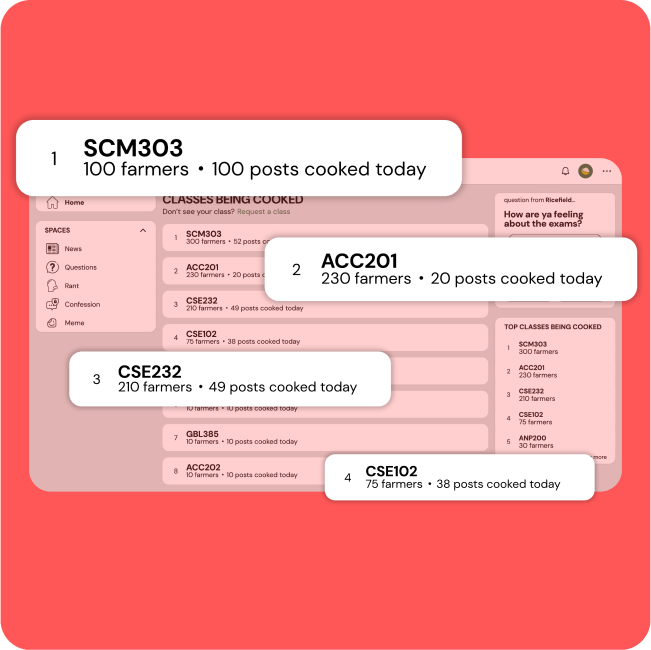 1
SCM303
100 farmers • 100 posts cooked today
Home
CLASSES BEING COOKED
Don't see your class? Request a class
SPACES
News
Questions
Rant
Confession
Meme
1
SCM303
300 farmers • 52 posts
2
ACC201
230 farmers • 20 posts
2
ACC201
230 farmers • 20 posts cooked today
3
CSE232
210 farmers • 49 posts cooked today
4
CSE102
75 farmers • 38 posts cooked today
3
CSE232
210 farmers • 49 posts cooked today
10 farmers • 10 posts cooked today
7
GBL385
10 farmers • 10 posts cooked today
8
ACC202
10 farmers • 10 posts cooked today
4
CSE102
75 farmers • 38 posts cooked today
question from Ricefield..
How are ya feeling
about the exams?
TOP CLASSES BEING COOKED
1
SCM303
300 farmers
2
ACC201
230 farmers
3
CSE232
210 farmers
4
CSE102
75 farmers
5
ANP200
30 farmers
more